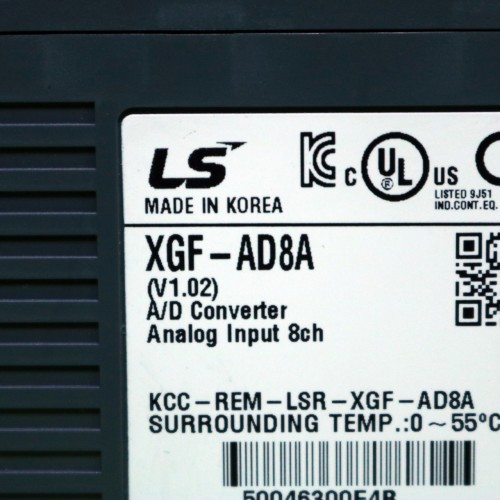 LS
MADE IN KOREA
C UL US
LISTED 9J51
IND.CONT.EQ.
XGF-AD8A
(V1.02)
A/D Converter
Analog Input 8ch
KCC-REM-LSR-XGF-AD8A
SURROUNDING TEMP.:0~55°C